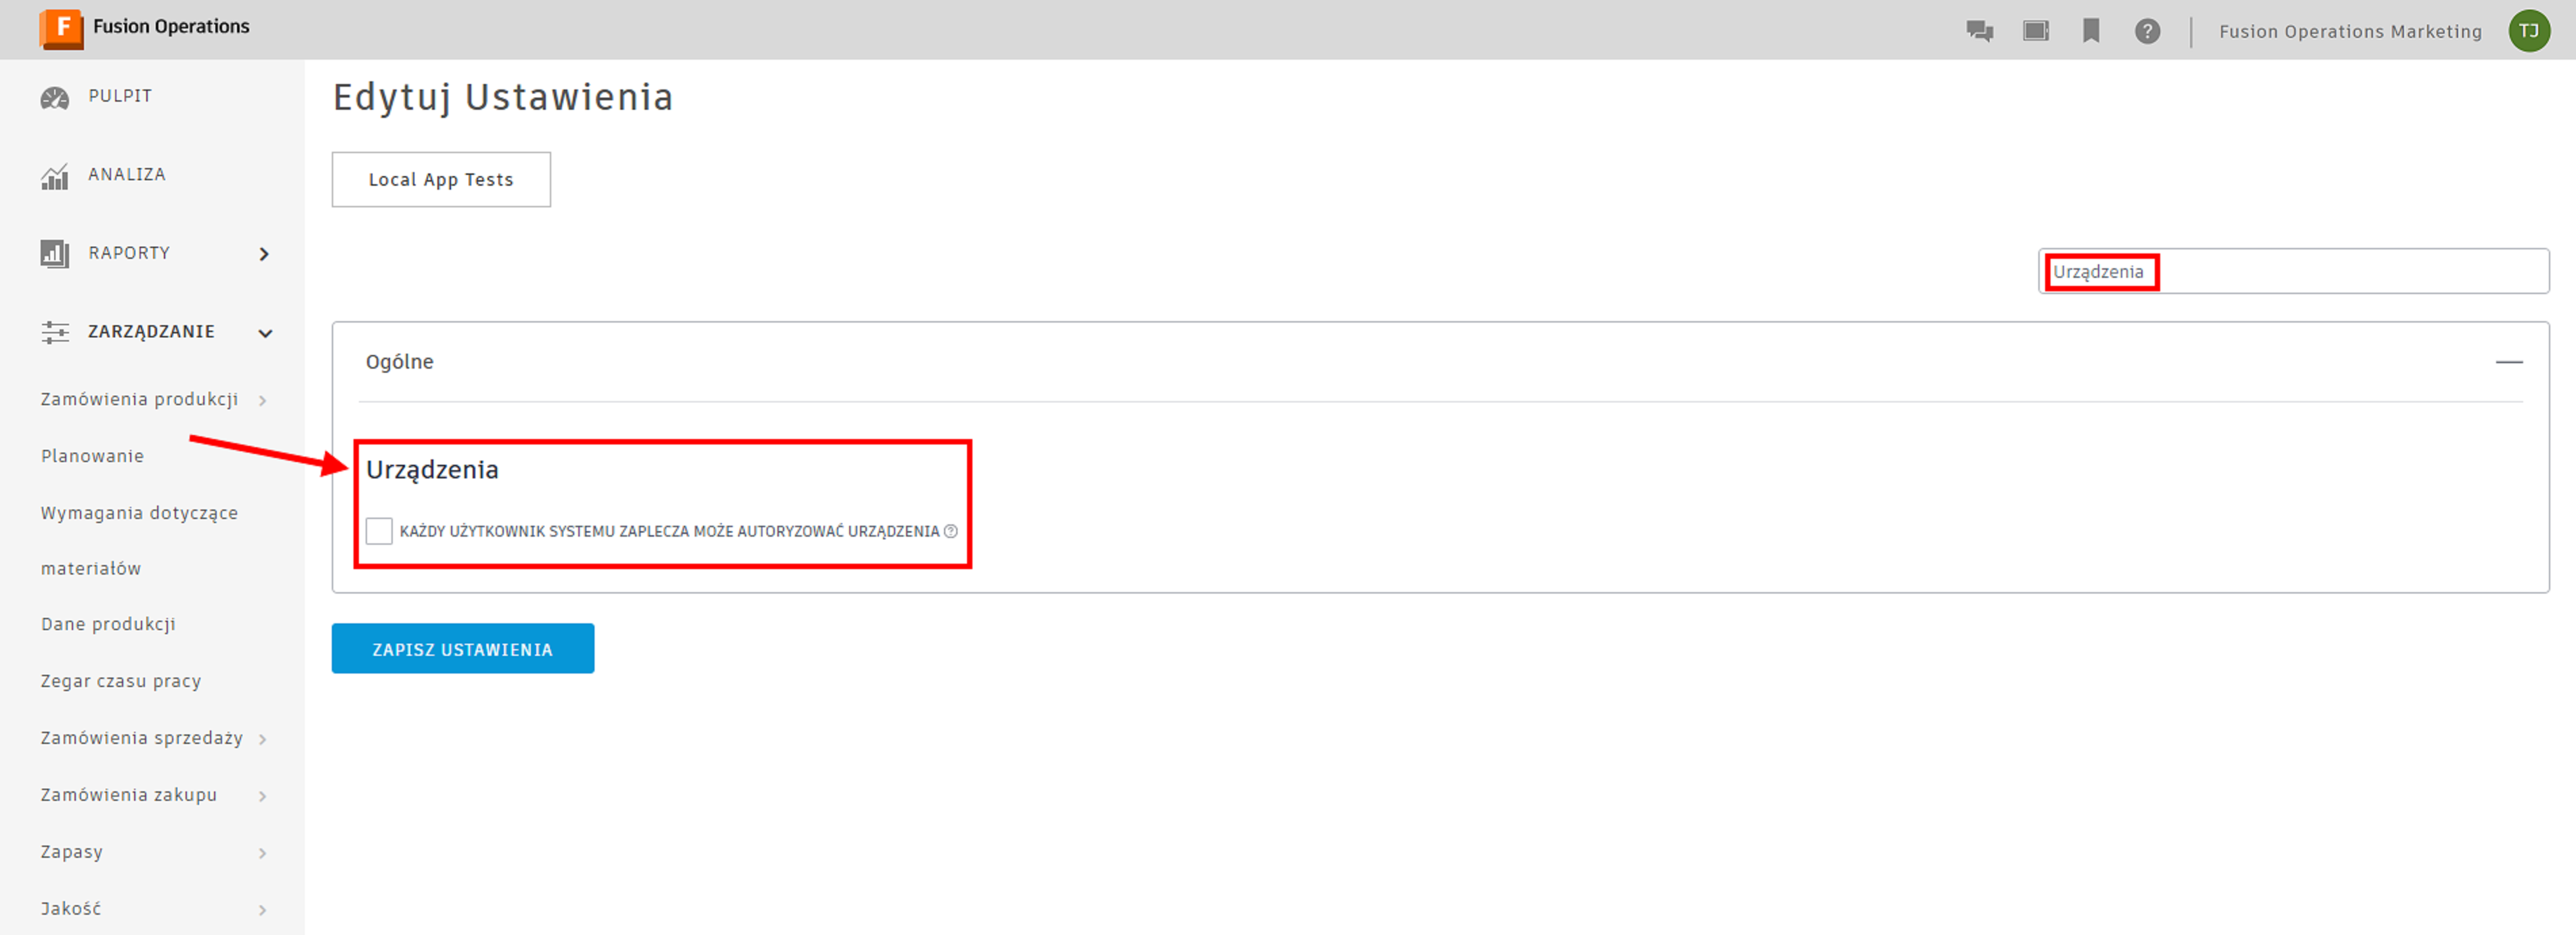 F Fusion Operations
? Fusion Operations Marketing TJ
PULPIT
ANALIZA
RAPORTY
ZARZĄDZANIE
Zamówienia produkcji
Planowanie
Wymagania dotyczące
materiałów
Dane produkcji
Zegar czasu pracy
Zamówienia sprzedaży
Zamówienia zakupu
Zapasy
Jakość
Edytuj Ustawienia
Local App Tests
Urządzenia
Ogólne
Urządzenia
KAŻDY UŻYTKOWNIK SYSTEMU ZAPLECZA MOŻE AUTORYZOWAĆ URZĄDZENIA ?
ZAPISZ USTAWIENIA